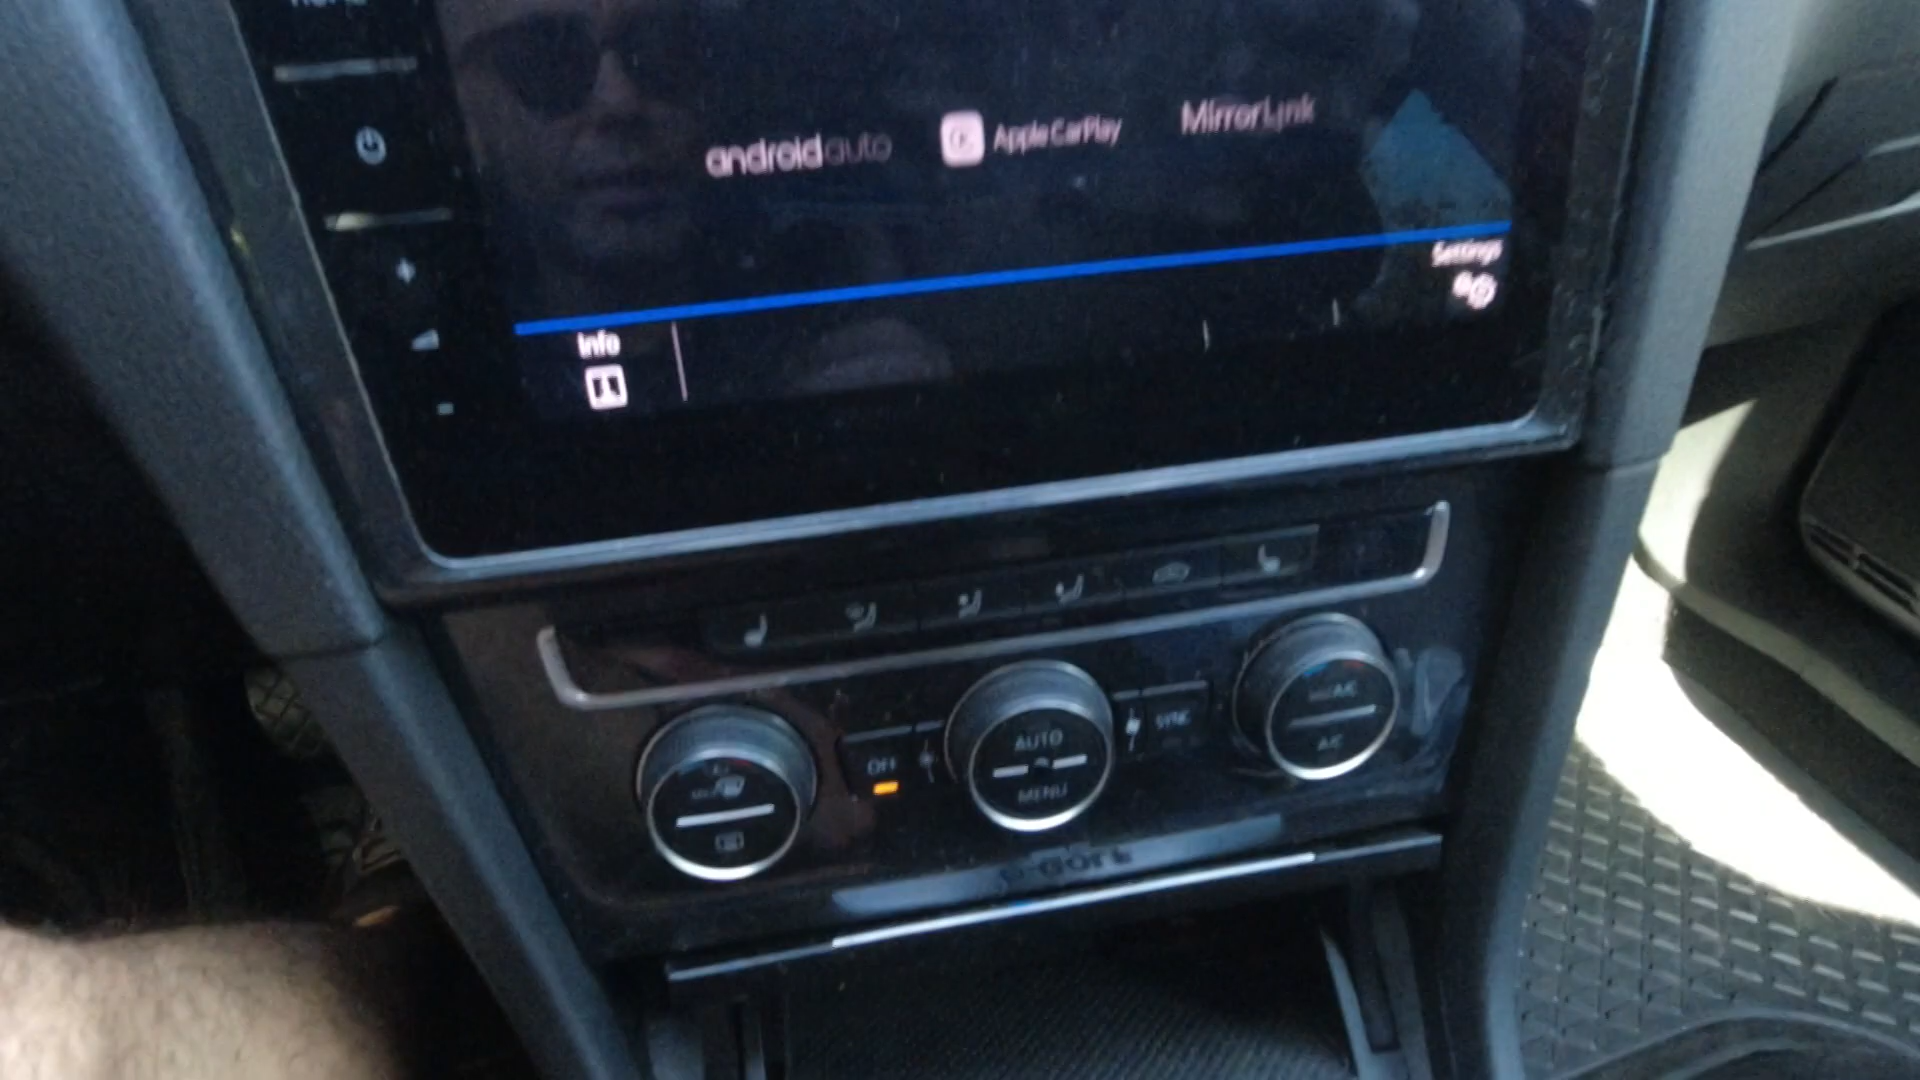 androidauto
Apple CarPlay
MirrorLink
Settings
Info
OFF
AUTO
MENU
SYNC
A/C
A/C